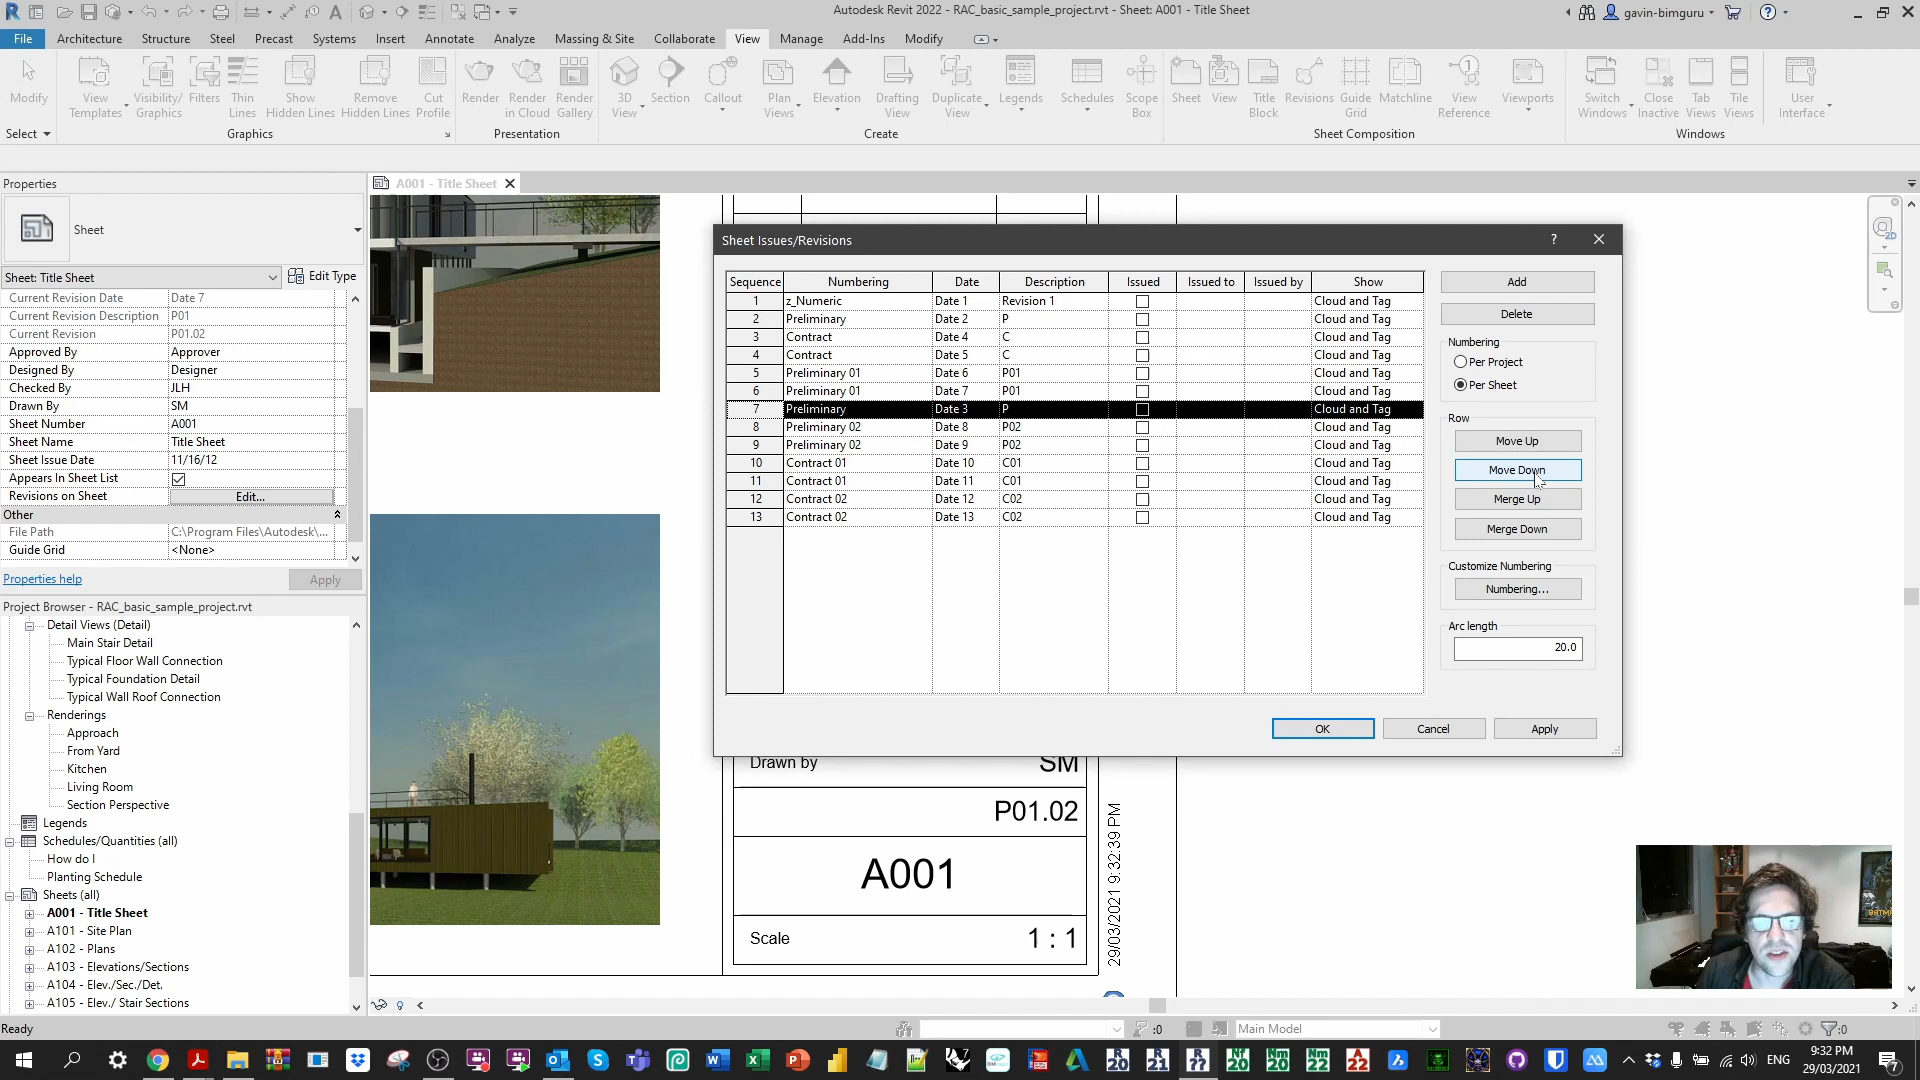 Autodesk Revit 2022 - RAC_basic_sample_project.rvt - Sheet: A001 - Title Sheet
gavin-bimguru
File Architecture Structure Steel Precast Systems Insert Annotate Analyze Massing & Site Collaborate View Manage Add-Ins Modify
Modify
View Templates
Visibility/ Graphics
Filters
Thin Lines
Show Hidden Lines
Remove Hidden Lines
Cut Profile
Render
Render in Cloud
Render Gallery
3D View
Section
Callout
Plan Views
Elevation
Drafting View
Duplicate View
Legends
Schedules
Scope Box
Sheet
View
Title Block
Revisions
Guide Grid
Matchline
View Reference
Viewports
Switch Windows
Close Inactive
Tab Views
Tile Views
User Interface
Select Graphics Presentation Create Sheet Composition Windows
Properties
A001 - Title Sheet
Sheet
Sheet: Title Sheet Edit Type
Current Revision Date Date 7
Current Revision Description P01
Current Revision P01.02
Approved By Approver
Designed By Designer
Checked By JLH
Drawn By SM
Sheet Number A001
Sheet Name Title Sheet
Sheet Issue Date 11/16/12
Appears In Sheet List
Revisions on Sheet Edit...
Other
File Path C:\Program Files\Autodesk\...
Guide Grid <None>
Properties help Apply
Project Browser - RAC_basic_sample_project.rvt
Detail Views (Detail)
Main Stair Detail
Typical Floor Wall Connection
Typical Foundation Detail
Typical Wall Roof Connection
Renderings
Approach
From Yard
Kitchen
Living Room
Section Perspective
Legends
Schedules/Quantities (all)
How do I
Planting Schedule
Sheets (all)
A001 - Title Sheet
A101 - Site Plan
A102 - Plans
A103 - Elevations/Sections
A104 - Elev./Sec./Det.
A105 - Elev./ Stair Sections
Sheet Issues/Revisions
Sequence Numbering Date Description Issued Issued to Issued by Show
1 z_Numeric Date 1 Revision 1 Cloud and Tag
2 Preliminary Date 2 P Cloud and Tag
3 Contract Date 4 C Cloud and Tag
4 Contract Date 5 C Cloud and Tag
5 Preliminary 01 Date 6 P01 Cloud and Tag
6 Preliminary 01 Date 7 P01 Cloud and Tag
7 Preliminary Date 3 P Cloud and Tag
8 Preliminary 02 Date 8 P02 Cloud and Tag
9 Preliminary 02 Date 9 P02 Cloud and Tag
10 Contract 01 Date 10 C01 Cloud and Tag
11 Contract 01 Date 11 C01 Cloud and Tag
12 Contract 02 Date 12 C02 Cloud and Tag
13 Contract 02 Date 13 C02 Cloud and Tag
Add
Delete
Numbering
Per Project
Per Sheet
Row
Move Up
Move Down
Merge Up
Merge Down
Customize Numbering
Numbering...
Arc length
20.0
OK Cancel Apply
Drawn by SM
P01.02
A001
Scale 1 : 1
29/03/2021 9:32:39 PM
Ready
:0
Main Model
:0
R 20
R 21
NF 20
Nm 20
Nm 22
A 22
ENG
9:32 PM
29/03/2021
7